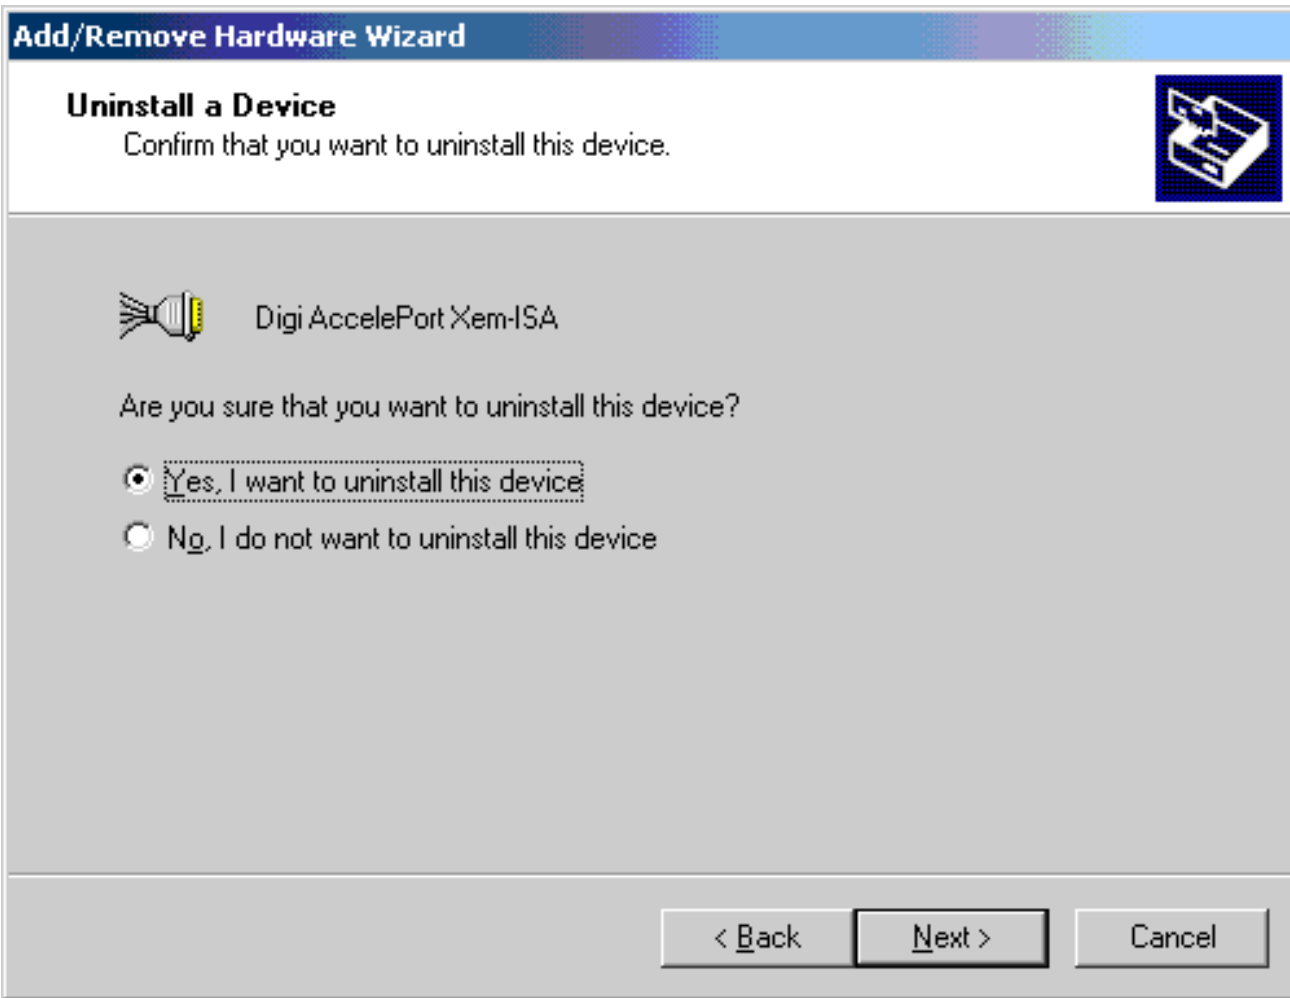 Add/Remove Hardware Wizard
Uninstall a Device
Confirm that you want to uninstall this device.
Digi AccelePort Xem-ISA
Are you sure that you want to uninstall this device?
Yes, I want to uninstall this device
No, I do not want to uninstall this device
< Back Next > Cancel